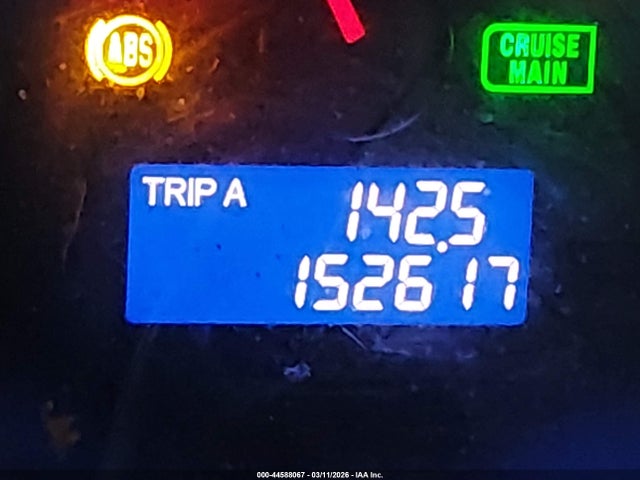 ABS
CRUISE
MAIN
TRIP A 142.5
152617
000-44588067 - 03/11/2026 - IAA Inc.